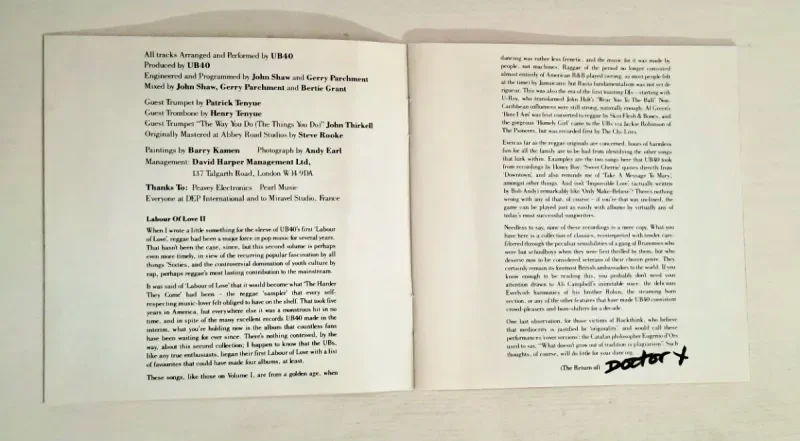 All tracks Arranged and Performed by UB40
Produced by UB40
Engineered and Programmed by John Shaw and Gerry Parchment
Mixed by John Shaw, Gerry Parchment and Bertie Grant
Guest Trumpet by Patrick Tenyue
Guest Trombone by Henry Tenyue
Guest Trumpet "The Way You Do (The Things You Do)" John Thirkell
Originally Mastered at Abbey Road Studios by Steve Rooke
Paintings by Barry Kamen Photograph by Andy Earl
Management: David Harper Management Ltd,
137 Talgarth Road, London W14 9DA
Thanks To: Peavey Electronics Pearl Music
Everyone at DEP International and to Miravel Studio, France
Labour Of Love II
When I wrote a little something for the sleeve of UB40's first 'Labour
of Love', reggae had been a major force in pop music for several years.
That hasn't been the case, since, but this second volume is perhaps
even more timely, in view of the recent popular fascination by all
things 'Sixties, and the controversial domination of youth culture by
rap, perhaps reggae's most lasting contribution to the mainstream.
It was said of 'Labour of Love' that it would become what 'The Harder
They Come' had been – the reggae 'sampler' that every self-
respecting music-lover felt obliged to have on the shelf. That took five
years in America, but everywhere else it was a monstrous hit in no
time, and in spite of the many excellent records UB40 made in the
interim, what you're holding now is the album that countless fans
have been waiting for ever since. There's nothing contrived, by the
way, about this second collection; I happen to know that the UBs,
like any true enthusiasts, began their first Labour of Love with a list
of favourites that could have made four albums, at least.
These songs, like those on Volume I, are from a golden age, when
dancing was rather less frenetic, and the music for it was made by
people, not machines. Reggae of the period no longer consisted
almost entirely of American R&B played (wrong, as most people felt
at the time) by Jamaicans; but Rasta fundamentalism was not yet de
rigueur. This was also the era of the first toasting DJs – starting with
U-Roy, who transformed John Holt's 'Wear You To The Ball'. Non-
Caribbean influences were still strong, naturally enough. Al Green's
'Here I Am' was first converted to reggae by Skin Flesh & Bones, and
the gorgeous 'Homely Girl' came to the UBs via Jackie Robinson of
The Pioneers, but was recorded first by The Chi-Lites.
Even as far the reggae originals are concerned, hours of harmless
fun for all the family are to be had from identifying the other songs
that lurk within. Examples are the two songs here that UB40 took
from recordings by Honey Boy. 'Sweet Cherrie' quotes directly from
'Downtown', and also reminds me of 'Take A Message To Mary',
amongst other things. And isn't 'Impossible Love' (actually written
by Bob Andy) remarkably like 'Only Make-Believe'? There's nothing
wrong with any of that, of course – if you're that way inclined, the
game can be played just as easily with albums by virtually any of
today's most successful songwriters.
Needless to say, none of these recordings is a mere copy. What you
have here is a collection of classics, reinterpreted with tender care,
filtered through the peculiar sensibilities of a gang of Brummies who
were but schoolboys when they were first thrilled by them, but who
deserve now to be considered veterans of their chosen genre. They
certainly remain its foremost British ambassadors to the world. If you
know enough to be reading this, you probably don't need your
attention drawn to Ali Campbell's inimitable voice, the delicious
Everlyish harmonies of his brother Robin, the steaming horn
section, or any of the other features that have made UB40 consistent
crowd-pleasers and best-sellers for a decade.
One last observation, for those victims of Rockthink, who believe
that mediocrity is justified by 'originality', and would call these
performances 'cover versions': the Catalan philosopher Eugenio d'Ors
used to say, "What doesn't grow out of tradition is plagiarism". Such
thoughts, of course, will do little for your dancing...
(The Return of) Doctor X